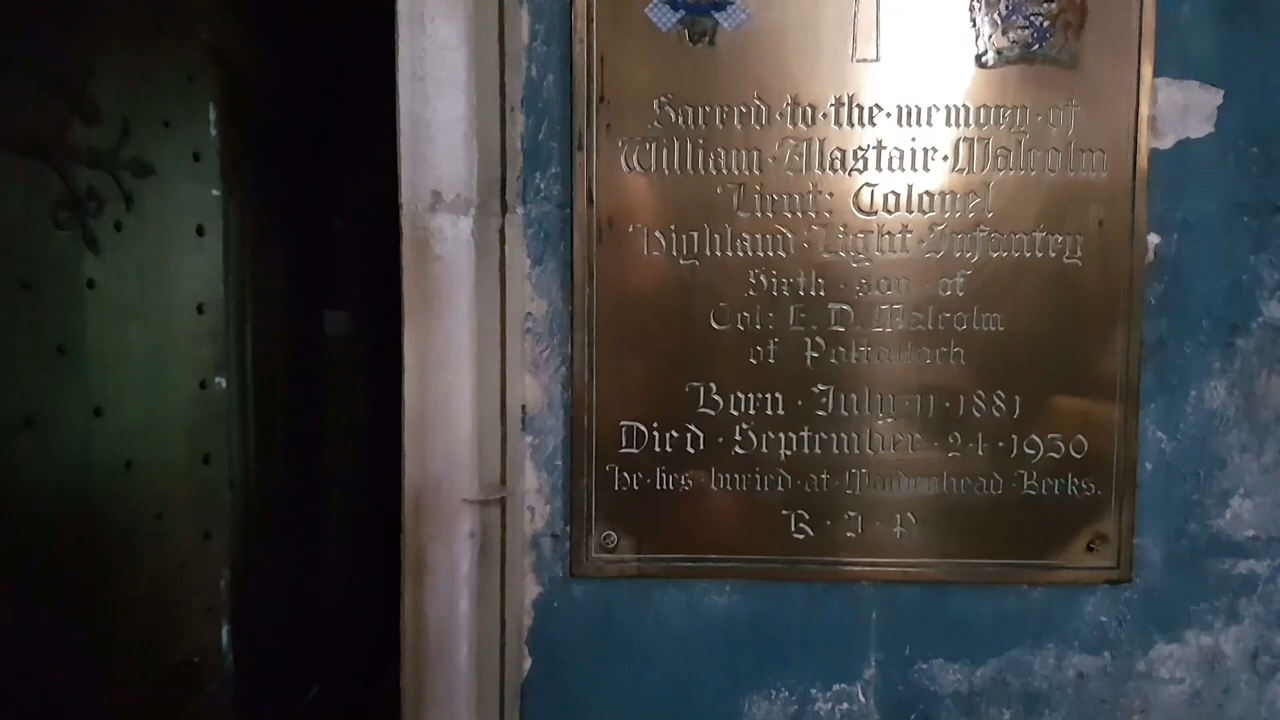 Sacred·to·the·memory·of
William·Alastair·Malcolm
Lieut: Colonel
Highland·Light·Infantry
Sixth·son·of
Col: E. D. Malcolm
of Poltalloch
Born·July·11·1881
Died·September·24·1930
He·lies·buried·at·Maidenhead·Berks.
R·I·P